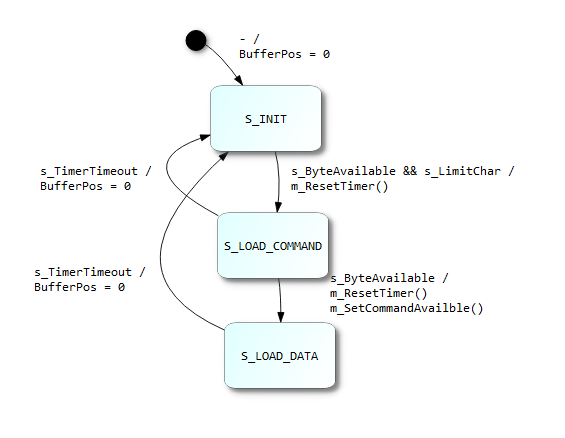 - /
BufferPos = 0
S_INIT
s_TimerTimeout /
BufferPos = 0
s_ByteAvailable && s_LimitChar /
m_ResetTimer()
S_LOAD_COMMAND
s_TimerTimeout /
BufferPos = 0
s_ByteAvailable /
m_ResetTimer()
m_SetCommandAvailble()
S_LOAD_DATA